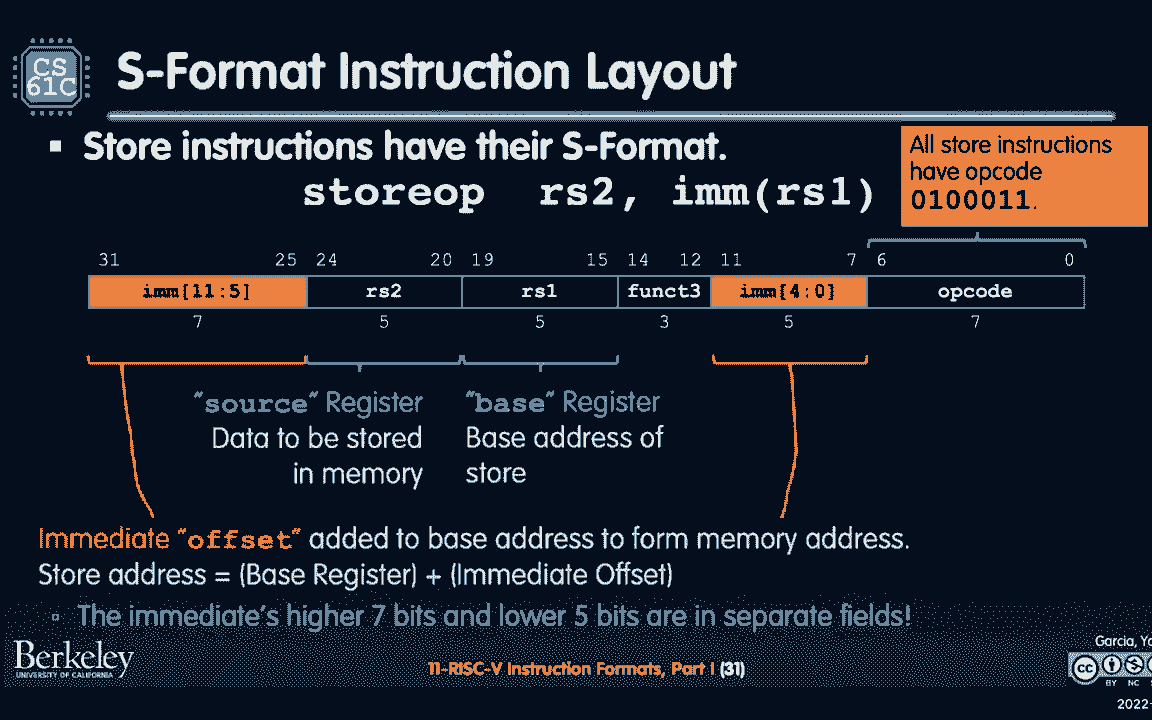 CS
61C
S-Format Instruction Layout
▪ Store instructions have their S-Format.
storeop rs2, imm(rs1)
All store instructions
have opcode
0100011.
31 25 24 20 19 15 14 12 11 7 6 0
imm[11:5] rs2 rs1 funct3 imm[4:0] opcode
7 5 5 3 5 7
"source" Register
Data to be stored
in memory
"base" Register
Base address of
store
Immediate "offset" added to base address to form memory address.
Store address = (Base Register) + (Immediate Offset)
▫ The immediate's higher 7 bits and lower 5 bits are in separate fields!
Berkeley
UNIVERSITY OF CALIFORNIA
11-RISC-V Instruction Formats, Part I (31)
Garcia,
cc
BY NC
2022-